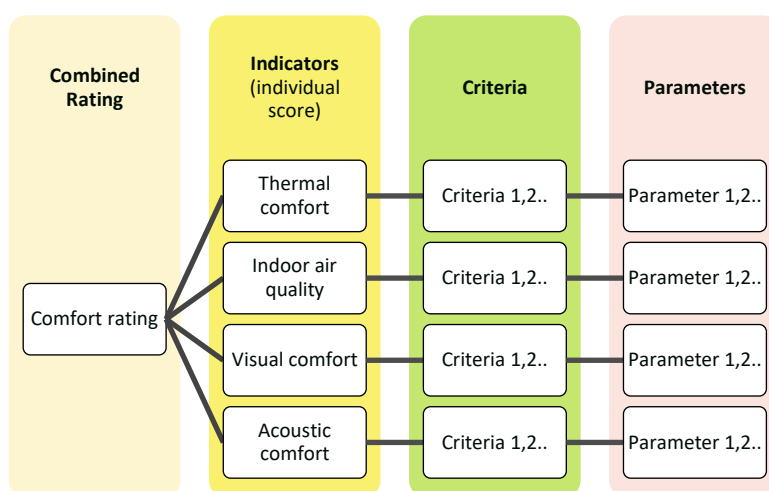 Combined
Rating
Indicators
(individual
score)
Criteria
Parameters
Comfort rating
Thermal
comfort
Criteria 1,2..
Parameter 1,2..
Indoor air
quality
Criteria 1,2..
Parameter 1,2..
Visual comfort
Criteria 1,2..
Parameter 1,2..
Acoustic
comfort
Criteria 1,2..
Parameter 1,2..